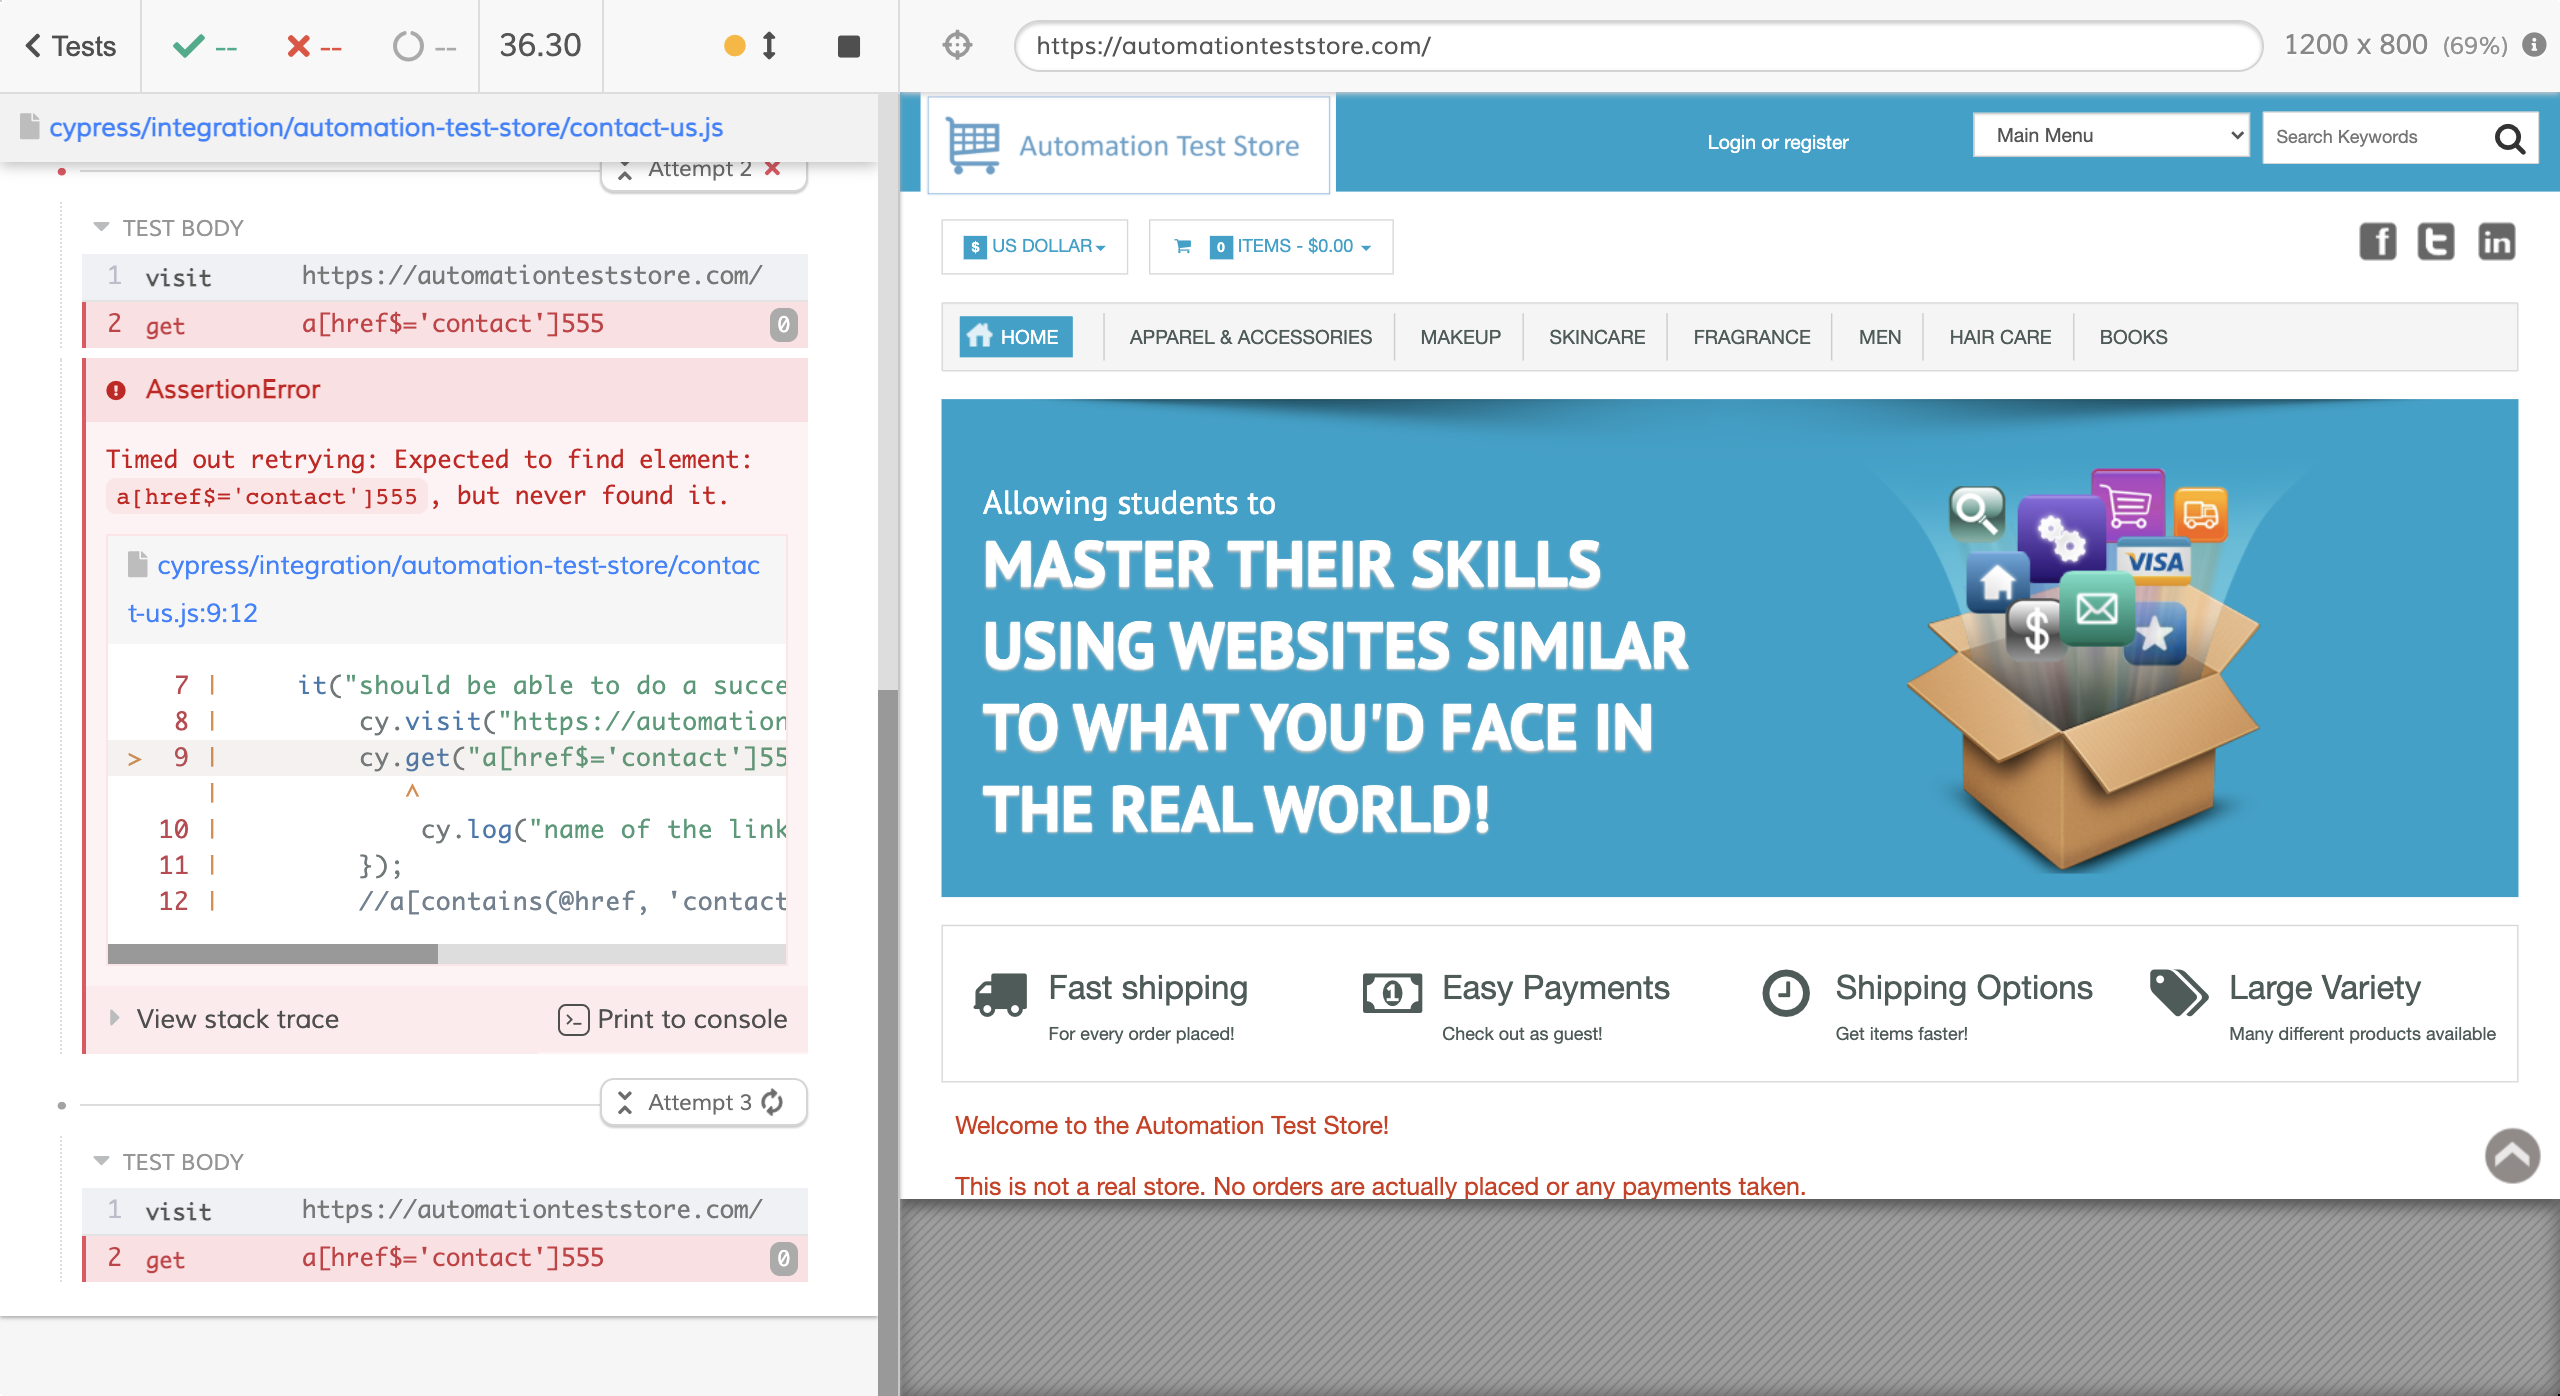 Tests
--
--
--
36.30
https://automationteststore.com/
1200 x 800 (69%)
cypress/integration/automation-test-store/contact-us.js
Attempt 2
TEST BODY
1 visit https://automationteststore.com/
2 get a[href$='contact']555 0
AssertionError
Timed out retrying: Expected to find element:
a[href$='contact']555, but never found it.
cypress/integration/automation-test-store/contac
t-us.js:9:12
7 | it("should be able to do a succe
8 | cy.visit("https://automation
> 9 | cy.get("a[href$='contact']55
| ^
10 | cy.log("name of the link
11 | });
12 | //a[contains(@href, 'contact
View stack trace
Print to console
Attempt 3
TEST BODY
1 visit https://automationteststore.com/
2 get a[href$='contact']555 0
Automation Test Store
Login or register
Main Menu
Search Keywords
$ US DOLLAR
0 ITEMS - $0.00
f t in
HOME
APPAREL & ACCESSORIES
MAKEUP
SKINCARE
FRAGRANCE
MEN
HAIR CARE
BOOKS
Allowing students to
MASTER THEIR SKILLS
USING WEBSITES SIMILAR
TO WHAT YOU'D FACE IN
THE REAL WORLD!
VISA
$
Fast shipping
For every order placed!
1
Easy Payments
Check out as guest!
Shipping Options
Get items faster!
Large Variety
Many different products available
Welcome to the Automation Test Store!
This is not a real store. No orders are actually placed or any payments taken.